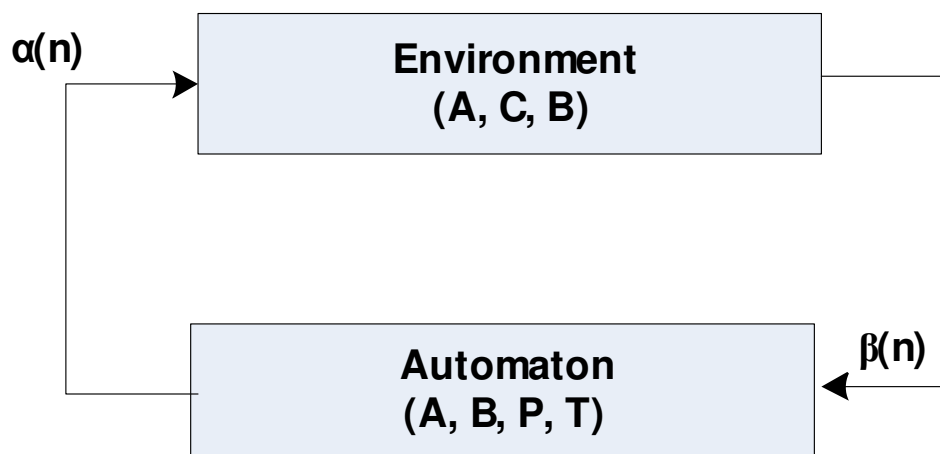 α(n)
Environment
(A, C, B)
β(n)
Automaton
(A, B, P, T)